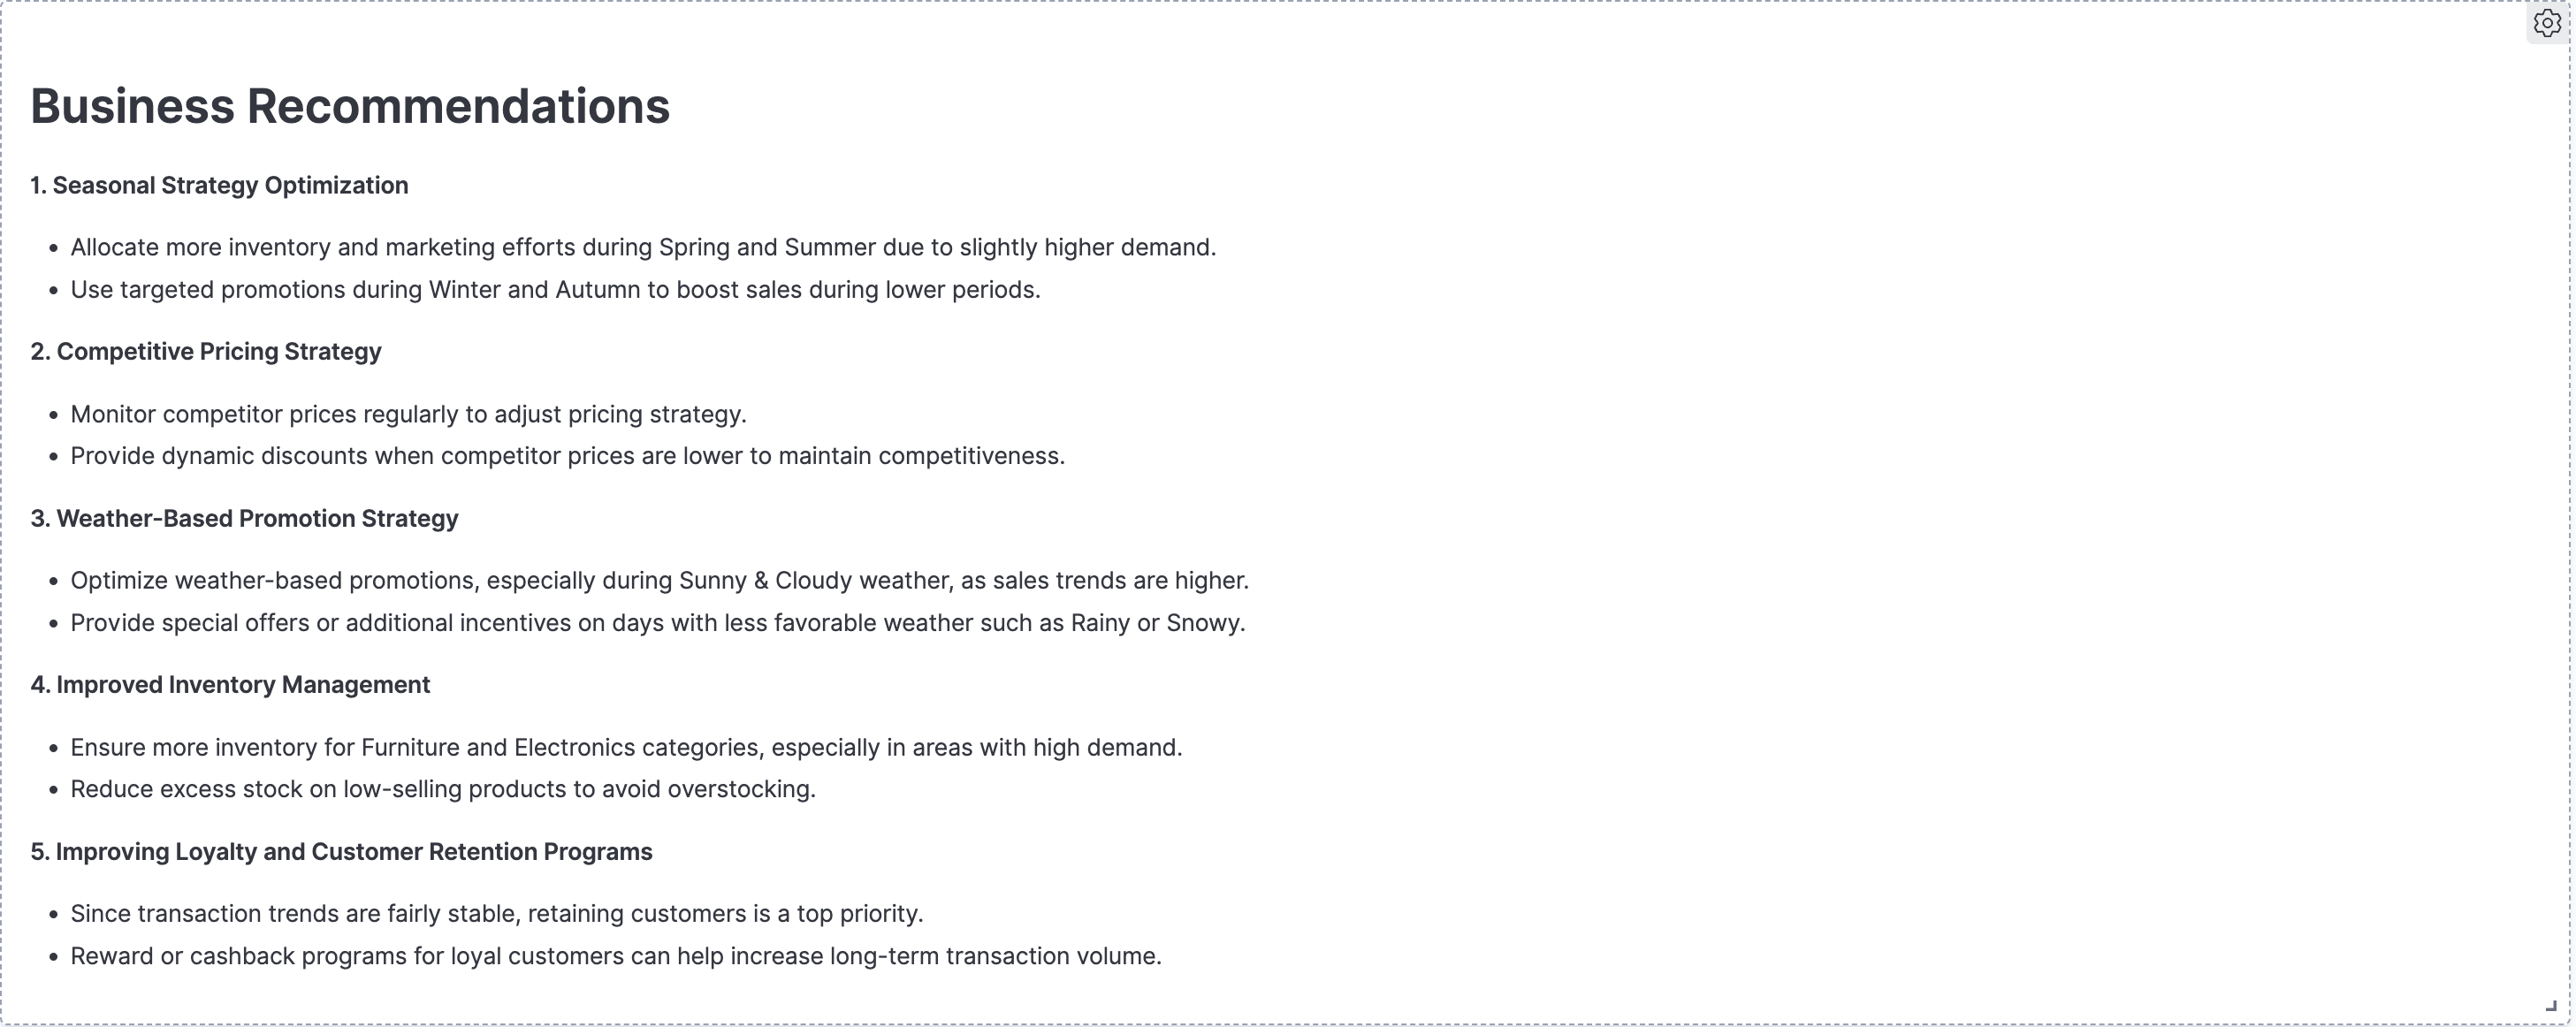 Business Recommendations
1. Seasonal Strategy Optimization
• Allocate more inventory and marketing efforts during Spring and Summer due to slightly higher demand.
• Use targeted promotions during Winter and Autumn to boost sales during lower periods.
2. Competitive Pricing Strategy
• Monitor competitor prices regularly to adjust pricing strategy.
• Provide dynamic discounts when competitor prices are lower to maintain competitiveness.
3. Weather-Based Promotion Strategy
• Optimize weather-based promotions, especially during Sunny & Cloudy weather, as sales trends are higher.
• Provide special offers or additional incentives on days with less favorable weather such as Rainy or Snowy.
4. Improved Inventory Management
• Ensure more inventory for Furniture and Electronics categories, especially in areas with high demand.
• Reduce excess stock on low-selling products to avoid overstocking.
5. Improving Loyalty and Customer Retention Programs
• Since transaction trends are fairly stable, retaining customers is a top priority.
• Reward or cashback programs for loyal customers can help increase long-term transaction volume.